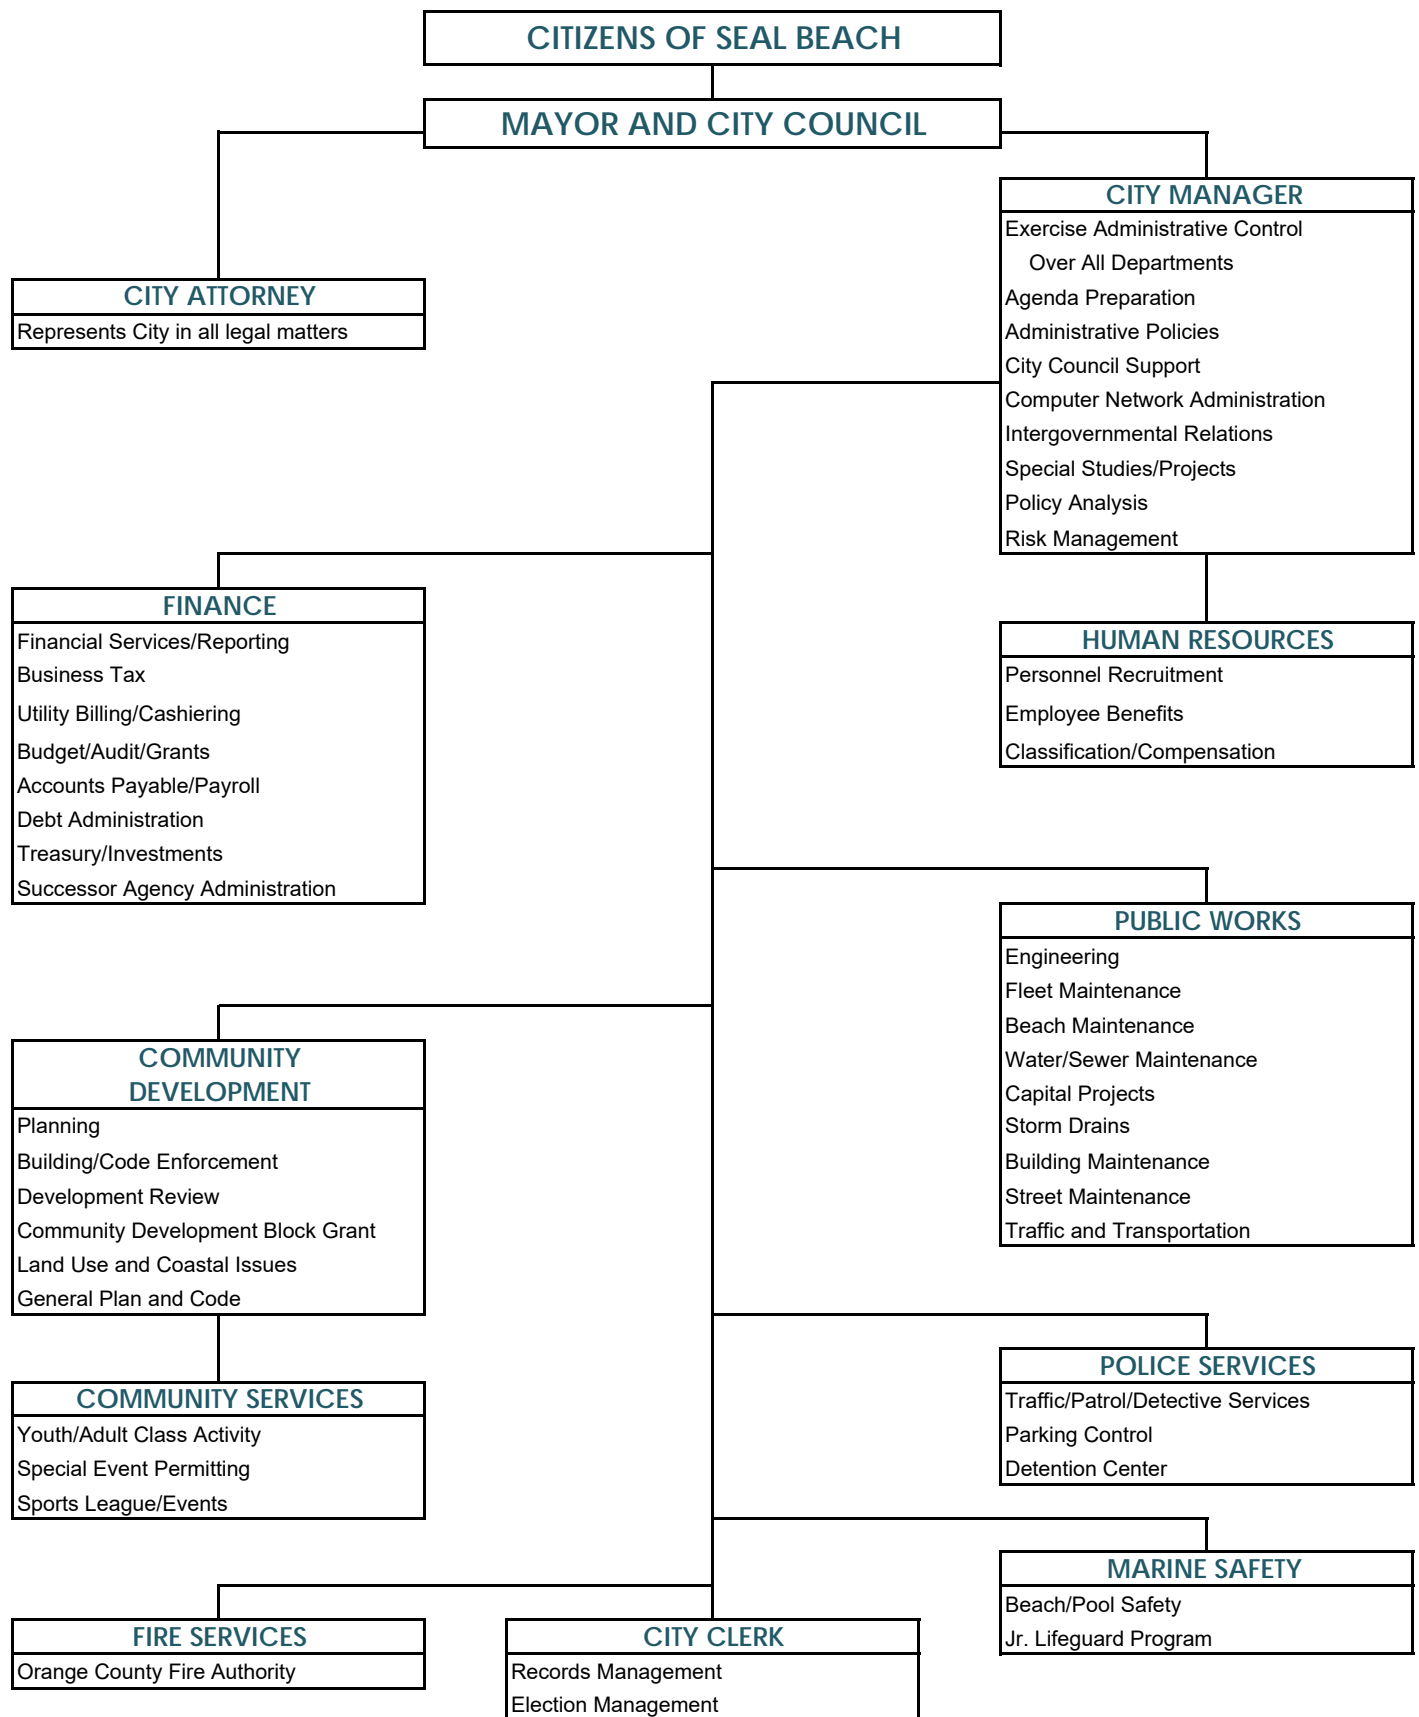 CITIZENS OF SEAL BEACH
MAYOR AND CITY COUNCIL
CITY MANAGER
Exercise Administrative Control
Over All Departments
Agenda Preparation
Administrative Policies
City Council Support
Computer Network Administration
Intergovernmental Relations
Special Studies/Projects
Policy Analysis
Risk Management
CITY ATTORNEY
Represents City in all legal matters
FINANCE
Financial Services/Reporting
Business Tax
Utility Billing/Cashiering
Budget/Audit/Grants
Accounts Payable/Payroll
Debt Administration
Treasury/Investments
Successor Agency Administration
HUMAN RESOURCES
Personnel Recruitment
Employee Benefits
Classification/Compensation
PUBLIC WORKS
Engineering
Fleet Maintenance
Beach Maintenance
Water/Sewer Maintenance
Capital Projects
Storm Drains
Building Maintenance
Street Maintenance
Traffic and Transportation
COMMUNITY
DEVELOPMENT
Planning
Building/Code Enforcement
Development Review
Community Development Block Grant
Land Use and Coastal Issues
General Plan and Code
COMMUNITY SERVICES
Youth/Adult Class Activity
Special Event Permitting
Sports League/Events
POLICE SERVICES
Traffic/Patrol/Detective Services
Parking Control
Detention Center
MARINE SAFETY
Beach/Pool Safety
Jr. Lifeguard Program
FIRE SERVICES
Orange County Fire Authority
CITY CLERK
Records Management
Election Management